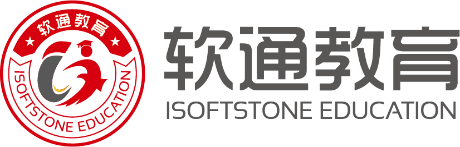 软通教育
ISOFTSTONE EDUCATION
软通教育
ISOFTSTONE EDUCATION